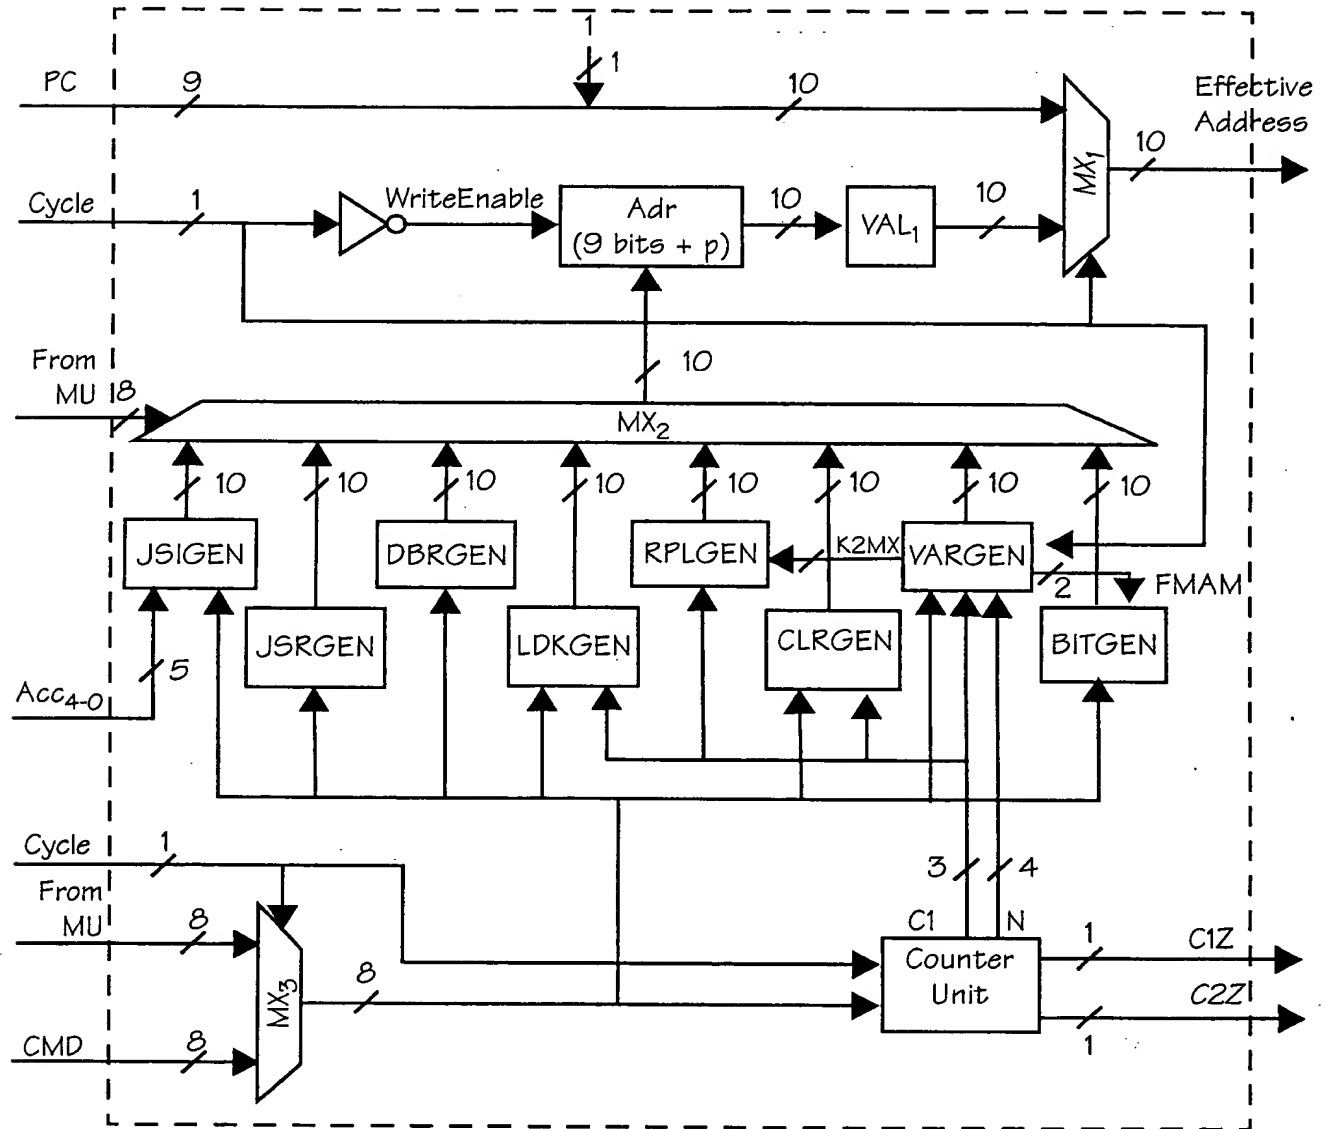 1
PC
9
1
10
Effective
Address
MX1
10
Cycle
1
WriteEnable
Adr
(9 bits + p)
10
VAL1
10
From
MU
8
10
MX2
10
10
10
10
10
10
10
10
JSIGEN
DBRGEN
RPLGEN
K2MX
VARGEN
2
FMAM
JSRGEN
LDKGEN
CLRGEN
BITGEN
5
Acc4-0
Cycle
1
3
4
From
MU
8
C1
N
Counter
Unit
1
C1Z
MX3
8
C2Z
CMD
8
1